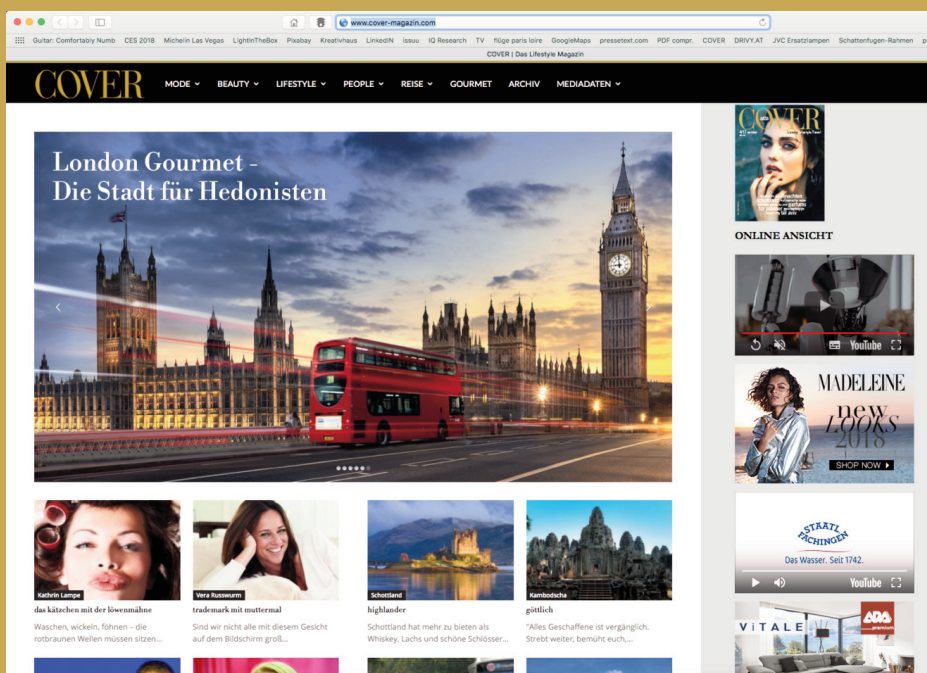 www.cover-magazin.com
Guitar: Comfortably Numb CES 2018 Michelin Las Vegas LightInTheBox Pixabay Kreativhaus LinkedIN issuu IQ Research TV flüge paris loire GoogleMaps pressetext.com PDF compr. COVER DRIVY.AT JVC Ersatzlampen Schattenfugen-Rahmen
COVER | Das Lifestyle Magazin
COVER
MODE BEAUTY LIFESTYLE PEOPLE REISE GOURMET ARCHIV MEDIADATEN
London Gourmet –
Die Stadt für Hedonisten
COVER
ONLINE ANSICHT
YouTube
MADELEINE
new
LOOKS
2018
SHOP NOW
STAATL.
FACHINGEN
Das Wasser. Seit 1742.
YouTube
ViTALE
ADA
premium
Kathrin Lampe
das kätzchen mit der löwenmähne
Waschen, wickeln, föhnen – die
rotbraunen Wellen müssen sitzen...
Vera Russwurm
trademark mit muttermal
Sind wir nicht alle mit diesem Gesicht
auf dem Bildschirm groß...
Schottland
highlander
Schottland hat mehr zu bieten als
Whiskey, Lachs und schöne Schlösser...
Kambodscha
göttlich
"Alles Geschaffene ist vergänglich.
Strebt weiter, bemüht euch,...